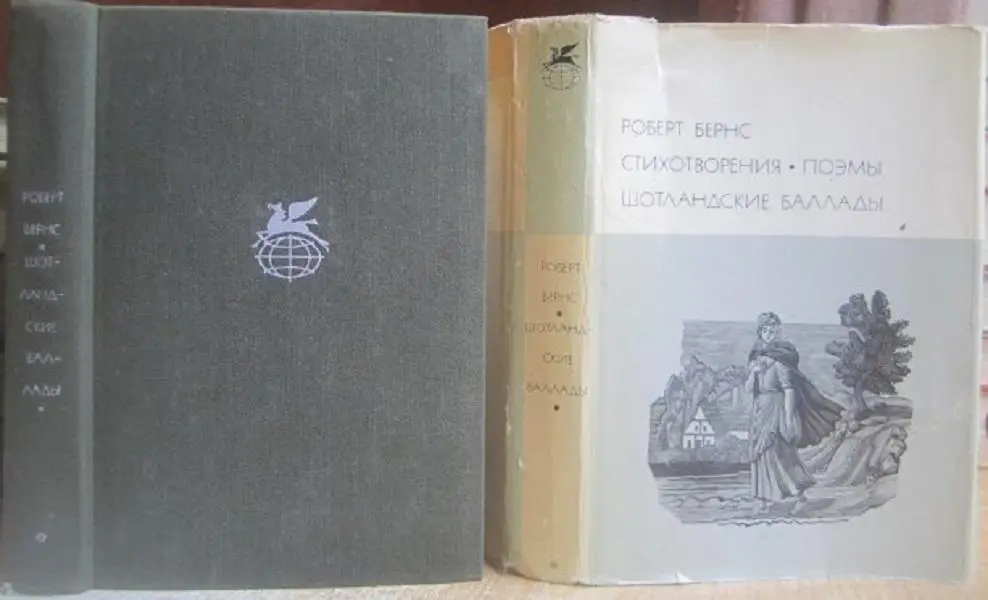 РОБЕРТ
БЕРНС •
ШОТ-
ЛАНД-
СКИЕ
БАЛ-
ЛАДЫ
•
РОБЕРТ
БЕРНС
•
ШОТЛАНД-
СКИЕ
БАЛЛАДЫ
•
РОБЕРТ БЕРНС
СТИХОТВОРЕНИЯ • ПОЭМЫ
ШОТЛАНДСКИЕ БАЛЛАДЫ